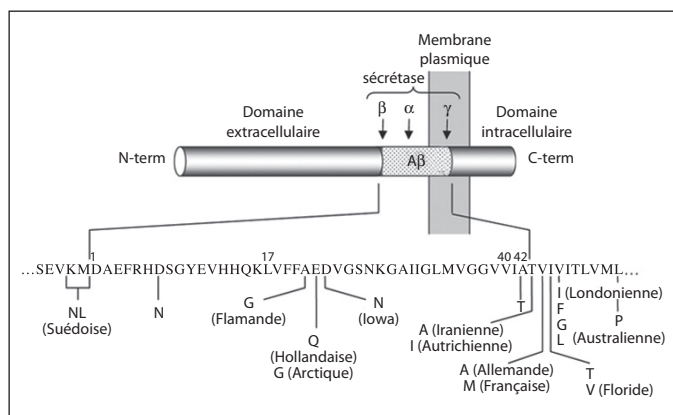 Membrane
plasmique
sécrétase
Domaine
extracellulaire
β α γ
Domaine
intracellulaire
N-term
Aβ
C-term
1 17 40 42
...SEVKMDAEFRHDSGYEVHHQKLVFFAEDVGSNKGAIIGLMVGGVVIATVIVITLVML...
NL
(Suédoise)
N
G
(Flamande)
Q
(Hollandaise)
G (Arctique)
N
(Iowa)
T
A (Iranienne)
I (Autrichienne)
A (Allemande)
M (Française)
I (Londonienne)
F
G
L
T
V (Floride)
P
(Australienne)